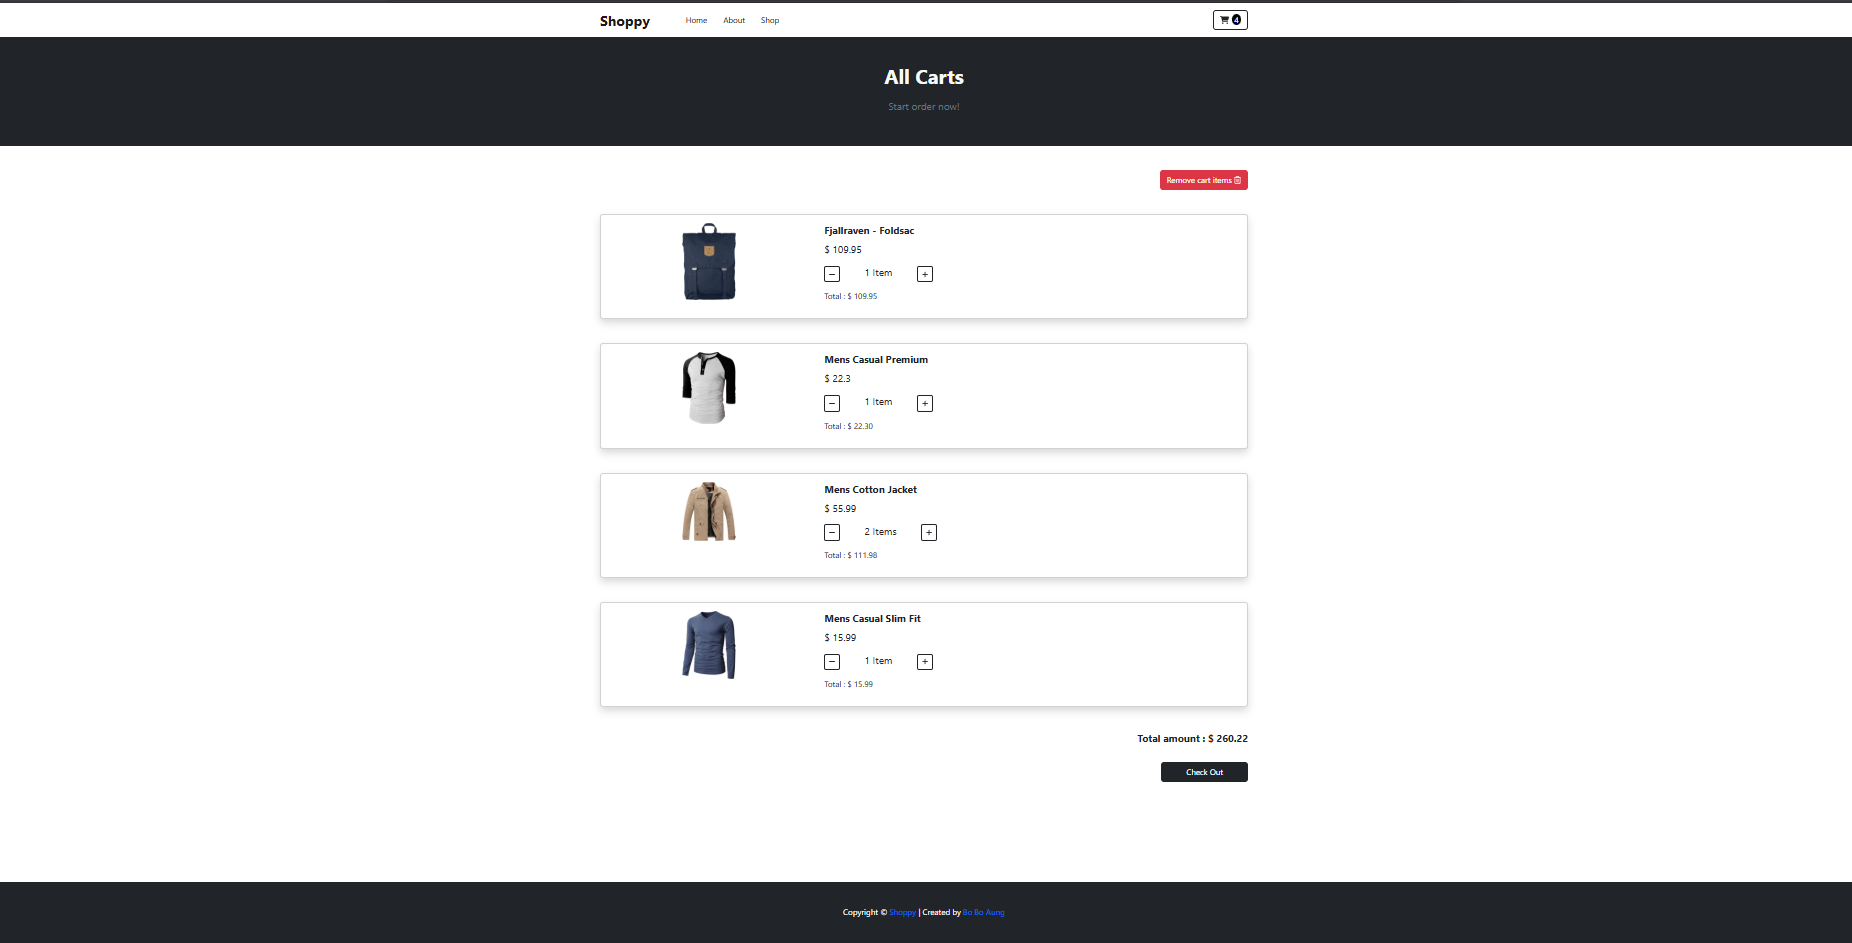 Shoppy Home About Shop 4
All Carts
Start order now!
Remove cart items
Fjallraven - Foldsac
$ 109.95
− 1 Item +
Total : $ 109.95
Mens Casual Premium
$ 22.3
− 1 Item +
Total : $ 22.30
Mens Cotton Jacket
$ 55.99
− 2 Items +
Total : $ 111.98
Mens Casual Slim Fit
$ 15.99
− 1 Item +
Total : $ 15.99
Total amount : $ 260.22
Check Out
Copyright © Shoppy | Created by Bo Bo Aung